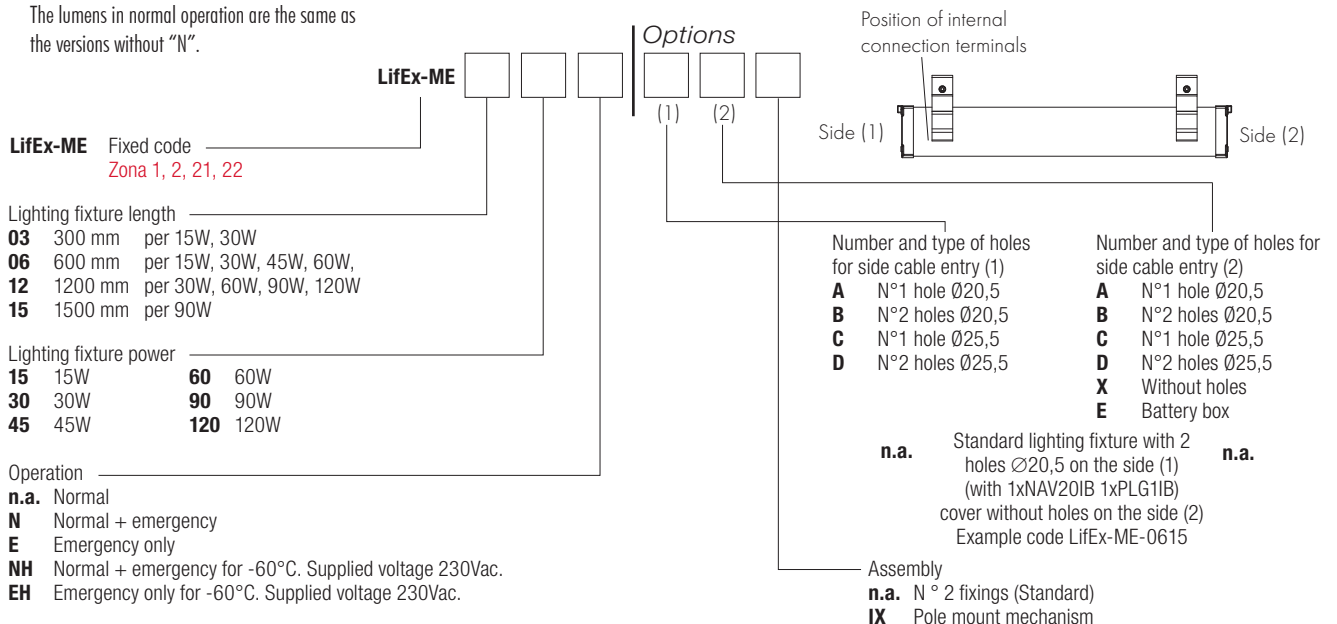 The lumens in normal operation are the same as
the versions without “N”.
LifEx-ME
Options
(1) (2)
Position of internal
connection terminals
Side (1)
Side (2)
LifEx-ME Fixed code
Zona 1, 2, 21, 22
Lighting fixture length
03 300 mm per 15W, 30W
06 600 mm per 15W, 30W, 45W, 60W,
12 1200 mm per 30W, 60W, 90W, 120W
15 1500 mm per 90W
Lighting fixture power
15 15W 60 60W
30 30W 90 90W
45 45W 120 120W
Operation
n.a. Normal
N Normal + emergency
E Emergency only
NH Normal + emergency for -60°C. Supplied voltage 230Vac.
EH Emergency only for -60°C. Supplied voltage 230Vac.
Number and type of holes
for side cable entry (1)
A N°1 hole Ø20,5
B N°2 holes Ø20,5
C N°1 hole Ø25,5
D N°2 holes Ø25,5
Number and type of holes for
side cable entry (2)
A N°1 hole Ø20,5
B N°2 holes Ø20,5
C N°1 hole Ø25,5
D N°2 holes Ø25,5
X Without holes
E Battery box
n.a. Standard lighting fixture with 2 n.a.
holes ∅20,5 on the side (1)
(with 1xNAV20IB 1xPLG1IB)
cover without holes on the side (2)
Example code LifEx-ME-0615
Assembly
n.a. N ° 2 fixings (Standard)
IX Pole mount mechanism